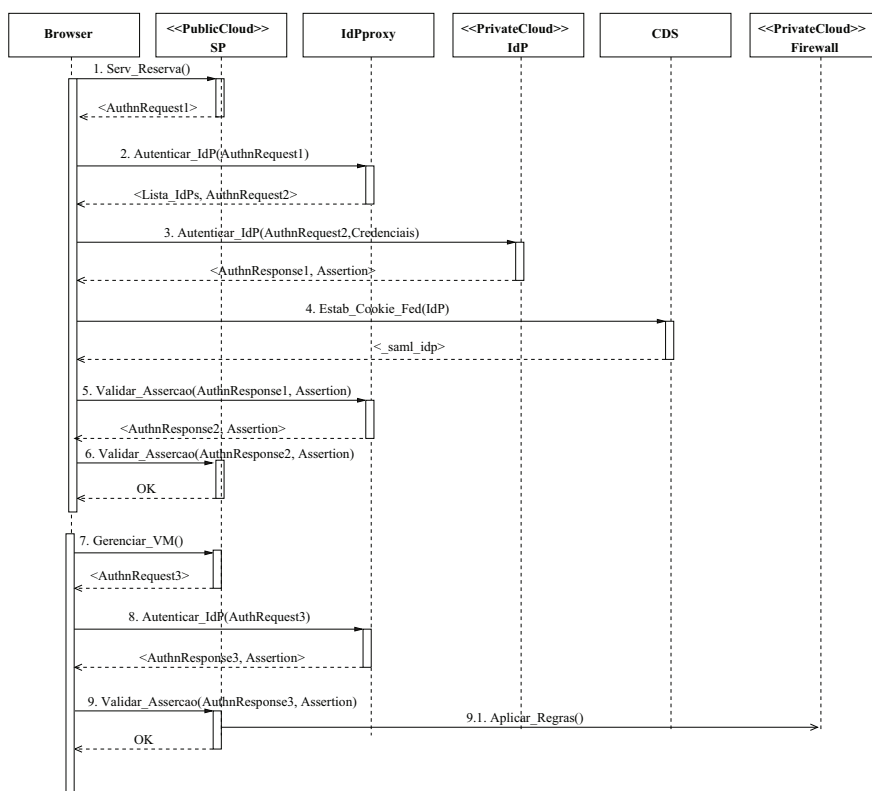 Browser
<<PublicCloud>>
SP
IdPproxy
<<PrivateCloud>>
IdP
CDS
<<PrivateCloud>>
Firewall
1. Serv_Reserva()
<AuthnRequest1>
2. Autenticar_IdP(AuthnRequest1)
<Lista_IdPs, AuthnRequest2>
3. Autenticar_IdP(AuthnRequest2,Credenciais)
<AuthnResponse1, Assertion>
4. Estab_Cookie_Fed(IdP)
<_saml_idp>
5. Validar_Assercao(AuthnResponse1, Assertion)
<AuthnResponse2, Assertion>
6. Validar_Assercao(AuthnResponse2, Assertion)
OK
7. Gerenciar_VM()
<AuthnRequest3>
8. Autenticar_IdP(AuthRequest3)
<AuthnResponse3, Assertion>
9. Validar_Assercao(AuthnResponse3, Assertion)
9.1. Aplicar_Regras()
OK